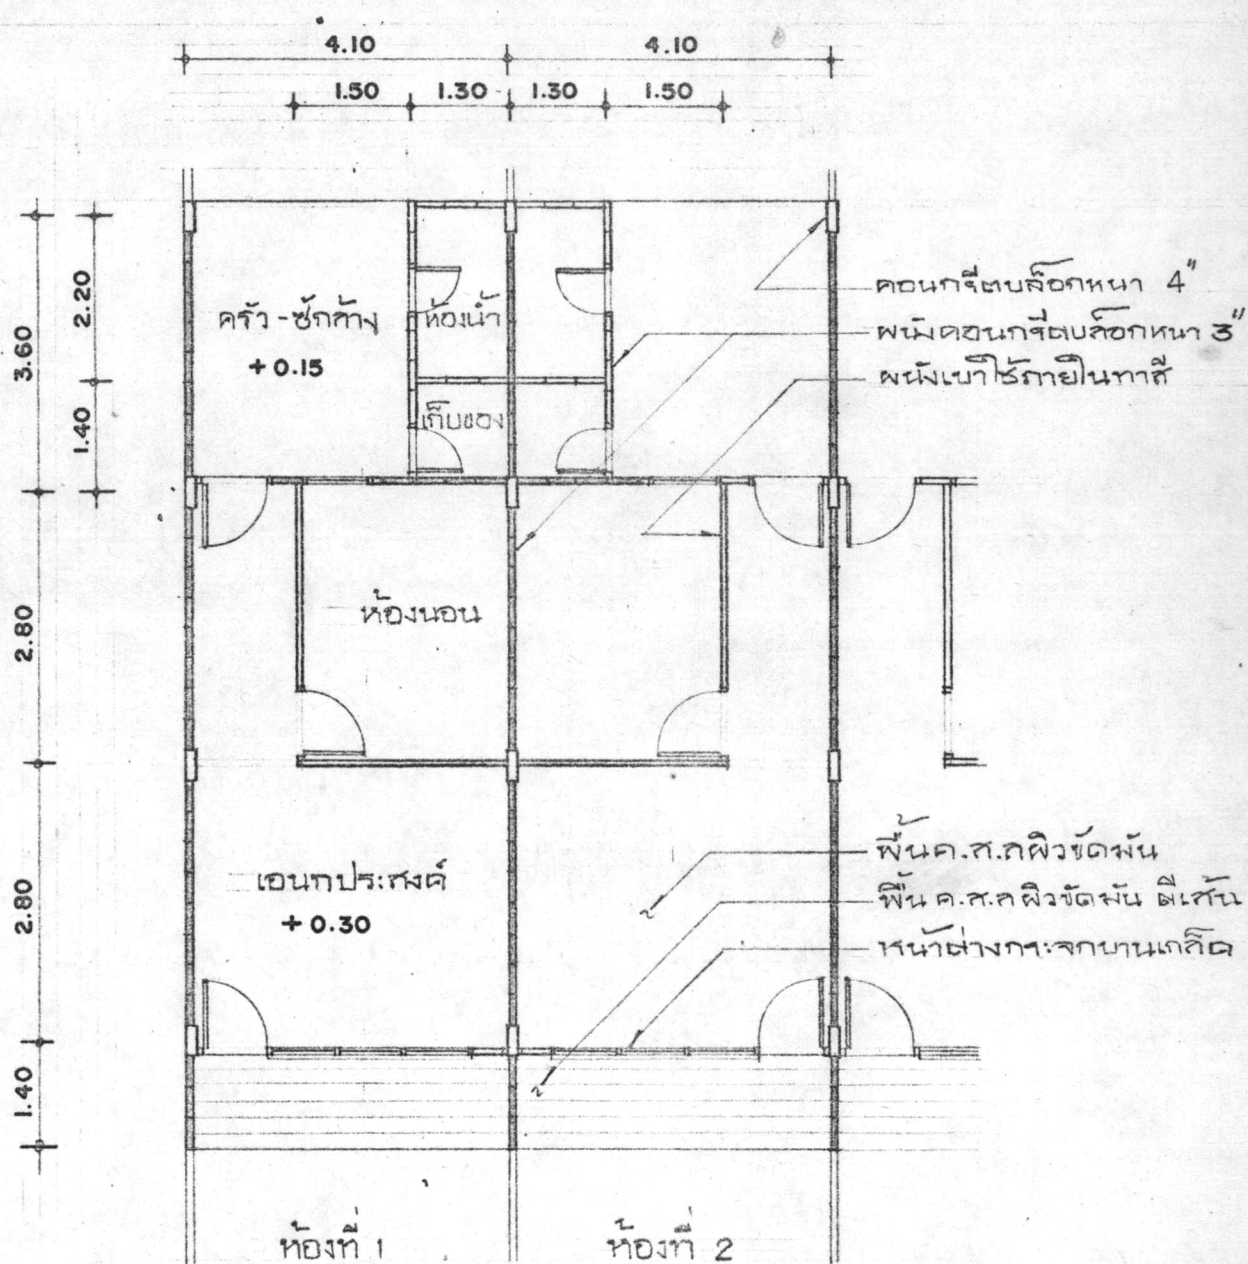 4.10 4.10
1.50 1.30 1.30 1.50
3.60
2.20
1.40
2.80
2.80
1.40
ครัว-ซักล้าง
+0.15
ห้องน้ำ
เก็บของ
คอนกรีตบล็อกหนา 4"
ผนังคอนกรีตบล็อกหนา 3"
ผนังเบาใช้ภายในทาสี
ห้องนอน
เอนกประสงค์
+0.30
พื้นค.ส.ลผิวขัดมัน
พื้นค.ส.ลผิวขัดมัน ตีเส้น
หน้าต่างกระจกบานเกล็ด
ห้องที่ 1
ห้องที่ 2